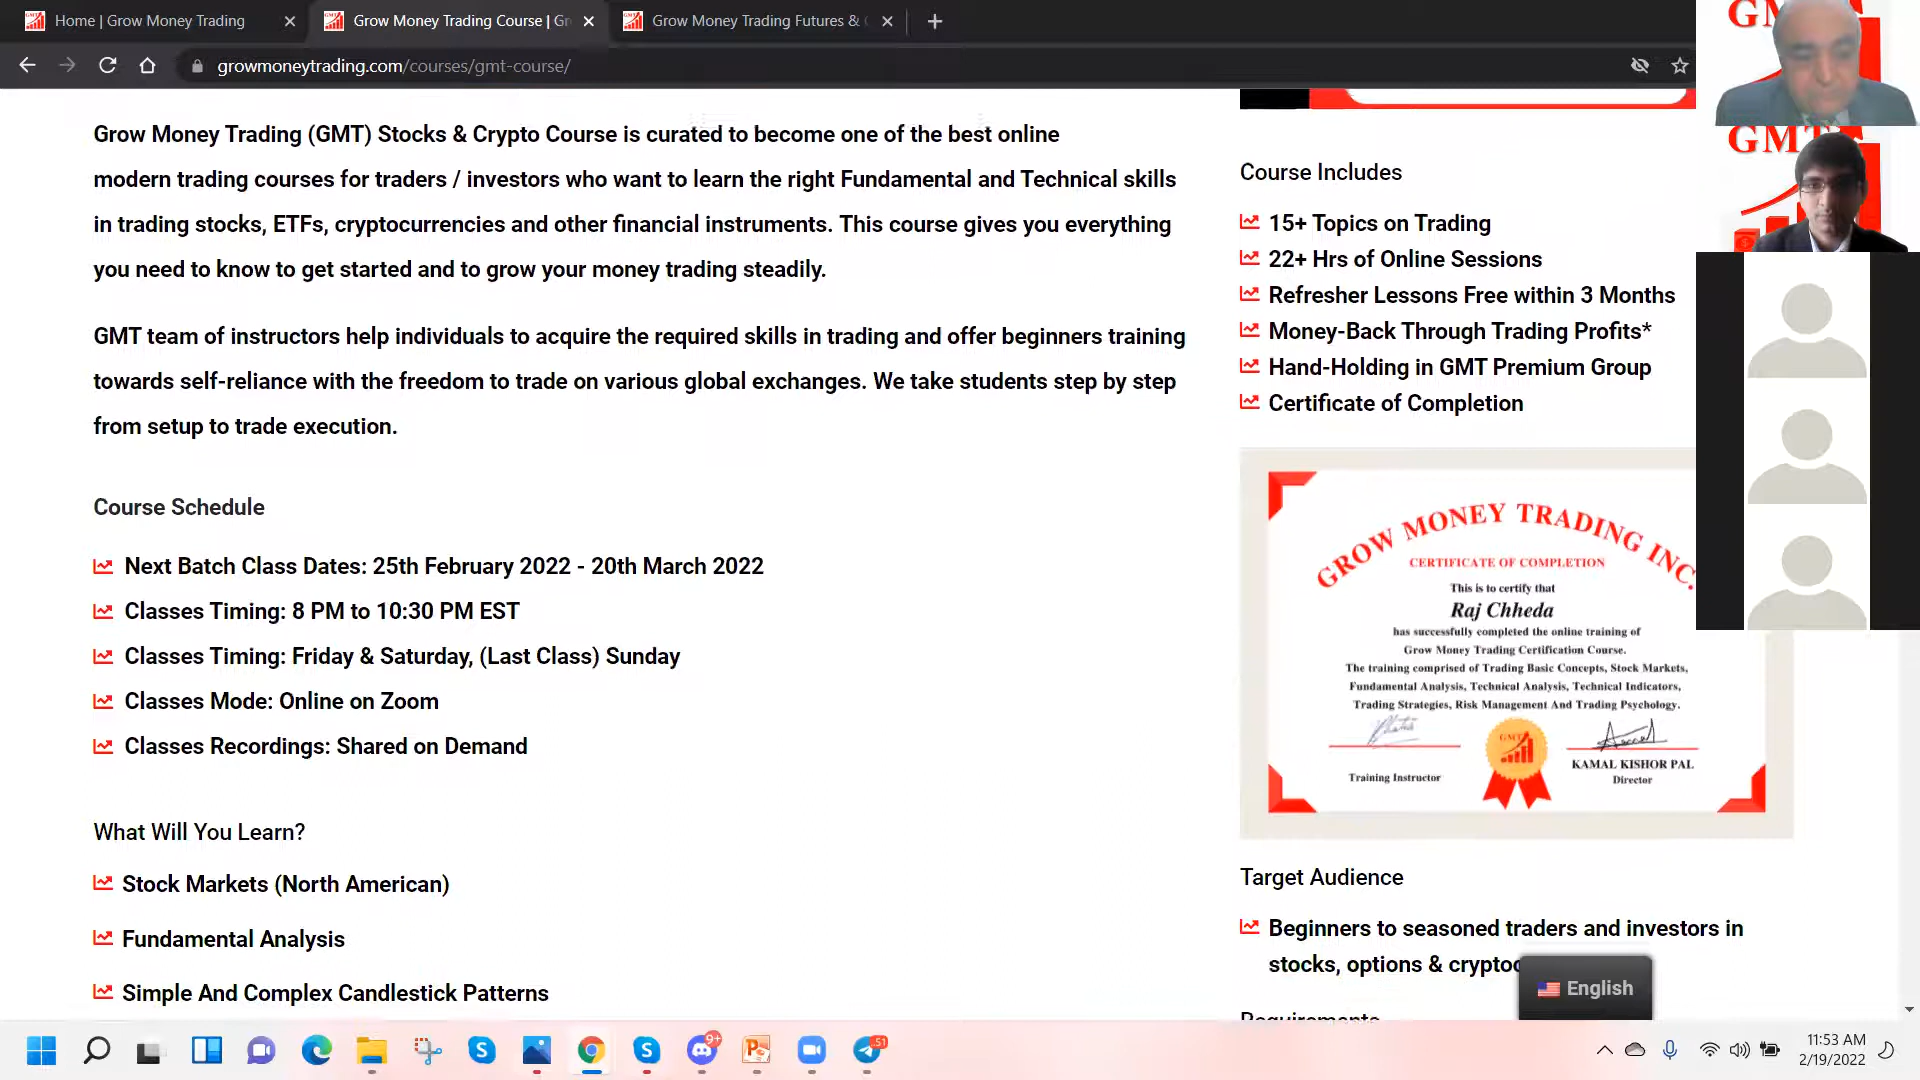 Home | Grow Money Trading
Grow Money Trading Course | Gr
Grow Money Trading Futures &
growmoneytrading.com/courses/gmt-course/
Grow Money Trading (GMT) Stocks & Crypto Course is curated to become one of the best online
modern trading courses for traders / investors who want to learn the right Fundamental and Technical skills
in trading stocks, ETFs, cryptocurrencies and other financial instruments. This course gives you everything
you need to know to get started and to grow your money trading steadily.
GMT team of instructors help individuals to acquire the required skills in trading and offer beginners training
towards self-reliance with the freedom to trade on various global exchanges. We take students step by step
from setup to trade execution.
Course Schedule
Next Batch Class Dates: 25th February 2022 - 20th March 2022
Classes Timing: 8 PM to 10:30 PM EST
Classes Timing: Friday & Saturday, (Last Class) Sunday
Classes Mode: Online on Zoom
Classes Recordings: Shared on Demand
What Will You Learn?
Stock Markets (North American)
Fundamental Analysis
Simple And Complex Candlestick Patterns
Course Includes
15+ Topics on Trading
22+ Hrs of Online Sessions
Refresher Lessons Free within 3 Months
Money-Back Through Trading Profits*
Hand-Holding in GMT Premium Group
Certificate of Completion
GROW MONEY TRADING INC.
CERTIFICATE OF COMPLETION
This is to certify that
Raj Chheda
has successfully completed the online training of
Grow Money Trading Certification Course.
The training comprised of Trading Basic Concepts, Stock Markets,
Fundamental Analysis, Technical Analysis, Technical Indicators,
Trading Strategies, Risk Management And Trading Psychology.
GMT
Training Instructor
KAMAL KISHOR PAL
Director
Target Audience
Beginners to seasoned traders and investors in
stocks, options &
English
Requirements
GMT
9+
51
11:53 AM
2/19/2022